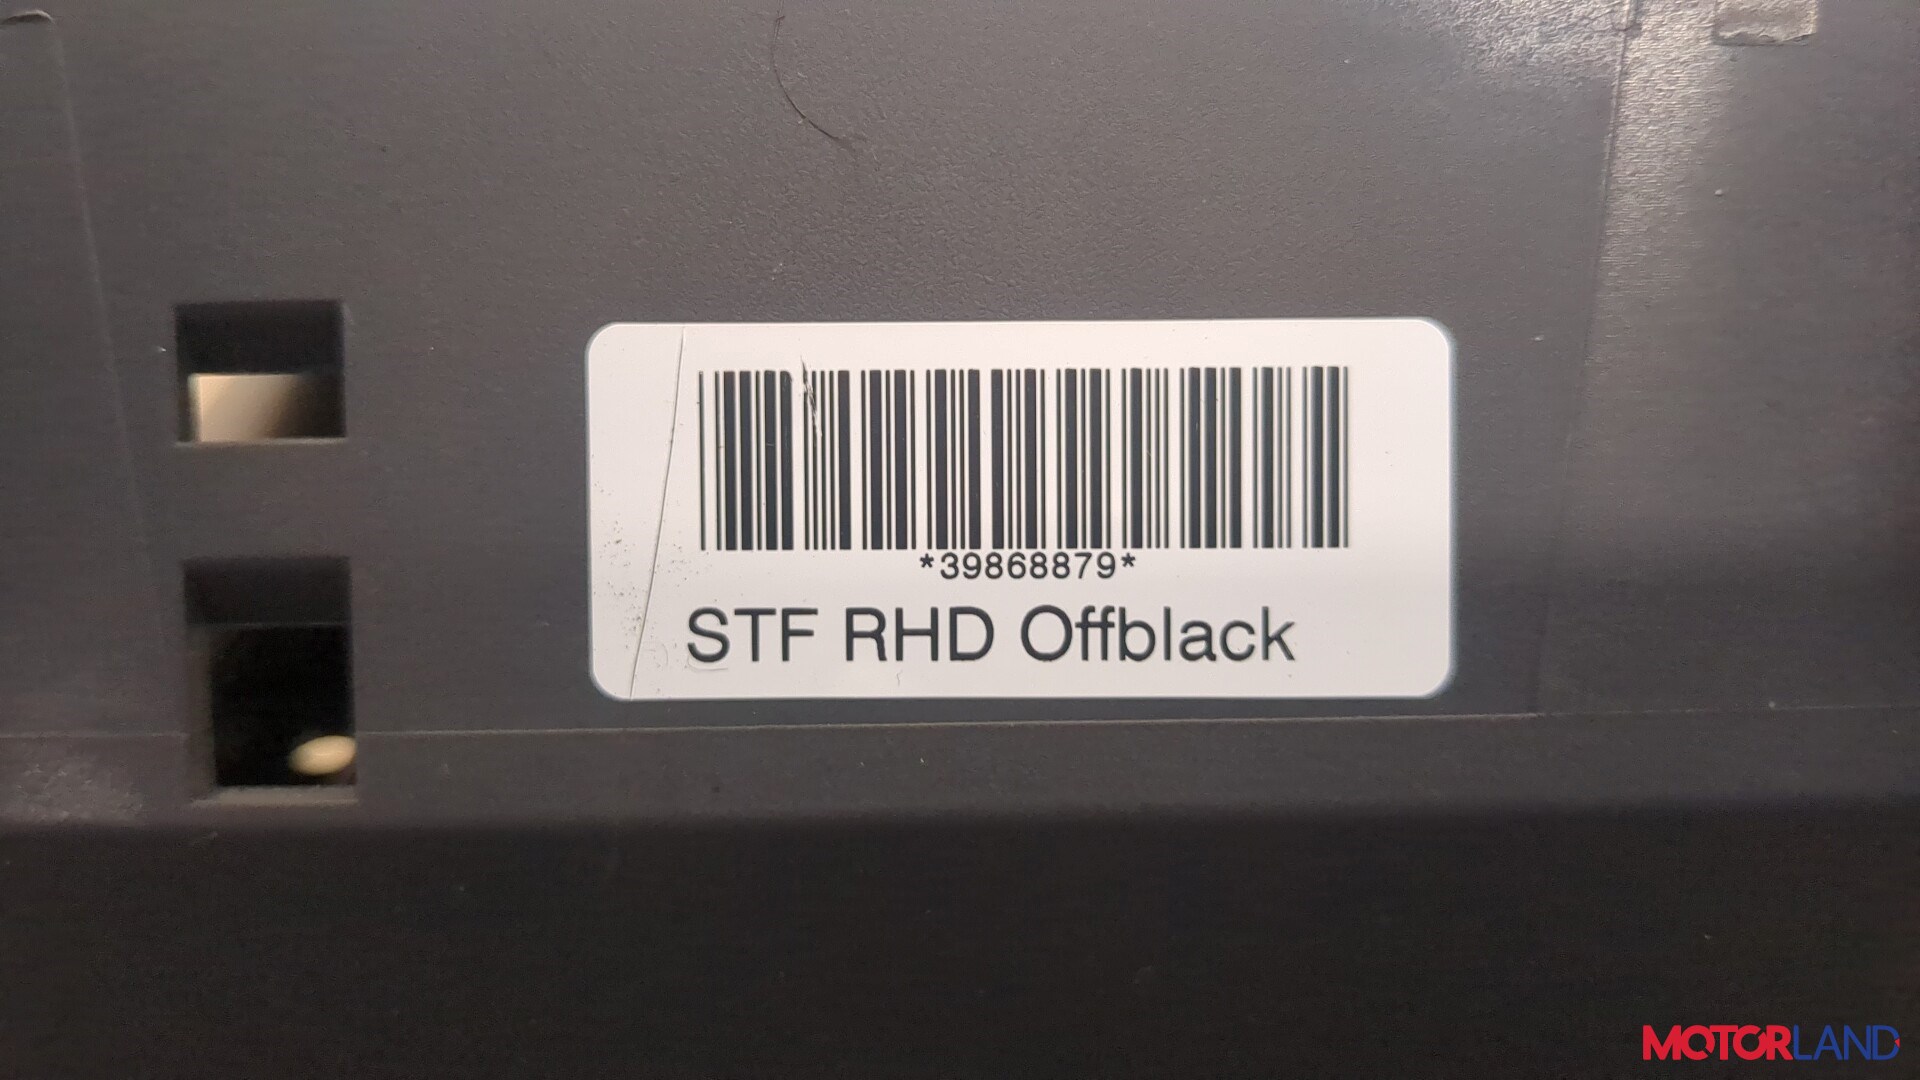 *39868879*
STF RHD Offblack
MOTORLAND